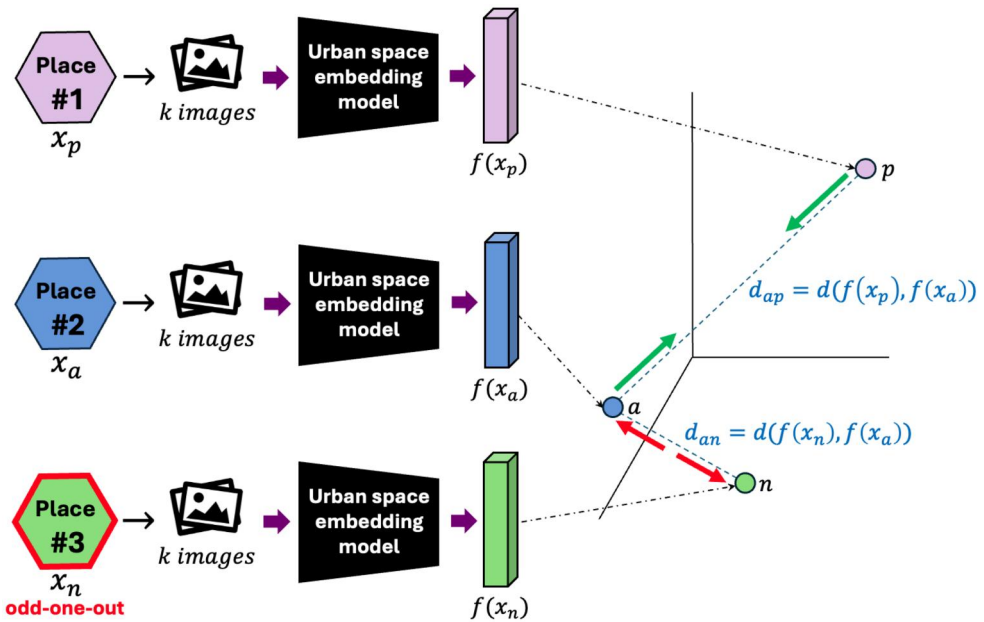 Place
#1
x_p
k images
Urban space
embedding
model
f(x_p)
p
d_ap = d(f(x_p), f(x_a))
Place
#2
x_a
k images
Urban space
embedding
model
f(x_a)
a
d_an = d(f(x_n), f(x_a))
n
Place
#3
x_n
odd-one-out
k images
Urban space
embedding
model
f(x_n)